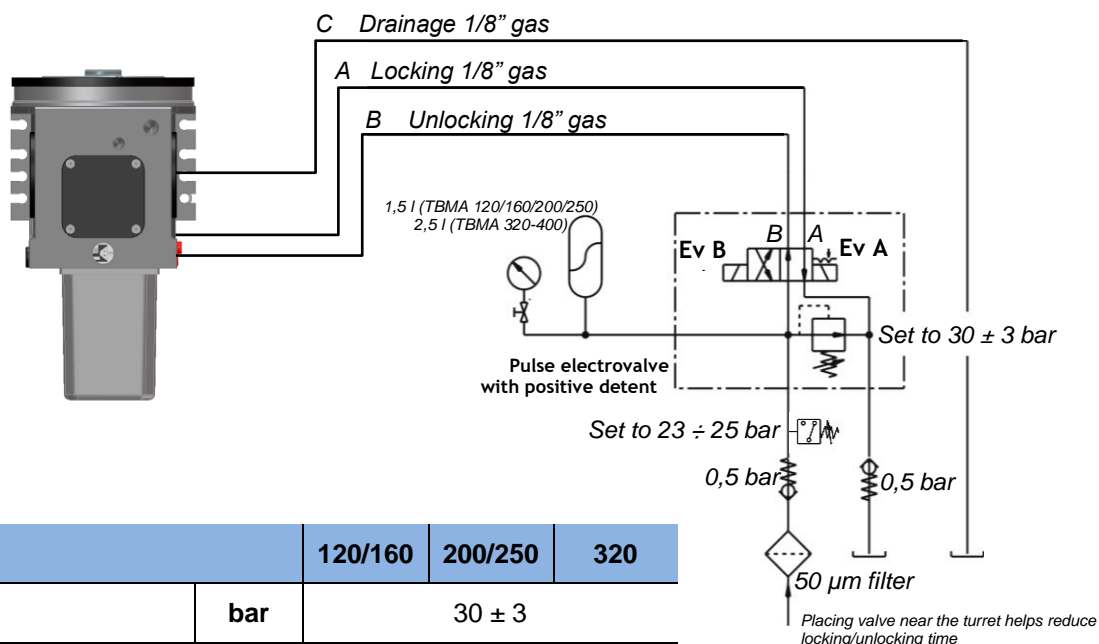 C Drainage 1/8” gas
A Locking 1/8” gas
B Unlocking 1/8” gas
1,5 l (TBMA 120/160/200/250)
2,5 l (TBMA 320-400)
Ev B B A Ev A
Set to 30 ± 3 bar
Pulse electrovalve
with positive detent
Set to 23 ÷ 25 bar
0,5 bar 0,5 bar
50 µm filter
Placing valve near the turret helps reduce
locking/unlocking time
120/160 200/250 320
bar 30 ± 3